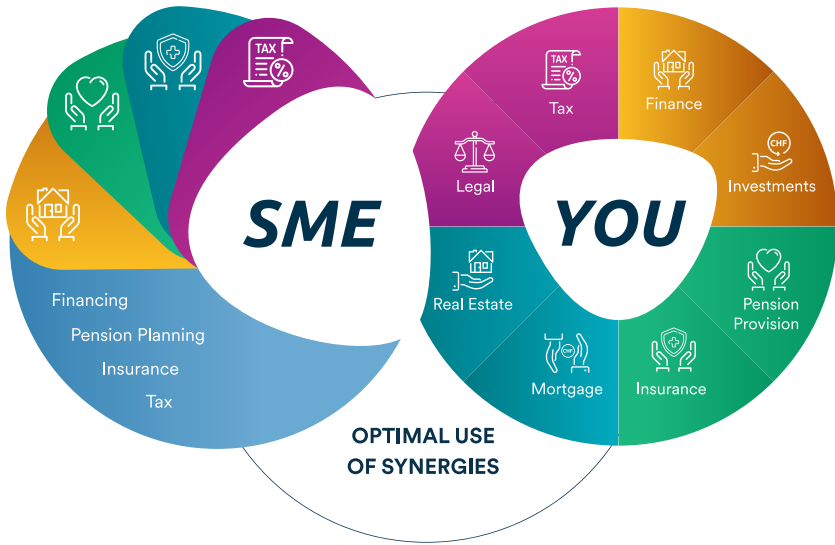 TAX
%
SME
Financing
Pension Planning
Insurance
Tax
TAX
%
Tax
Finance
Legal
CHF
Investments
YOU
Real Estate
Pension
Provision
CHF
Mortgage
Insurance
OPTIMAL USE
OF SYNERGIES